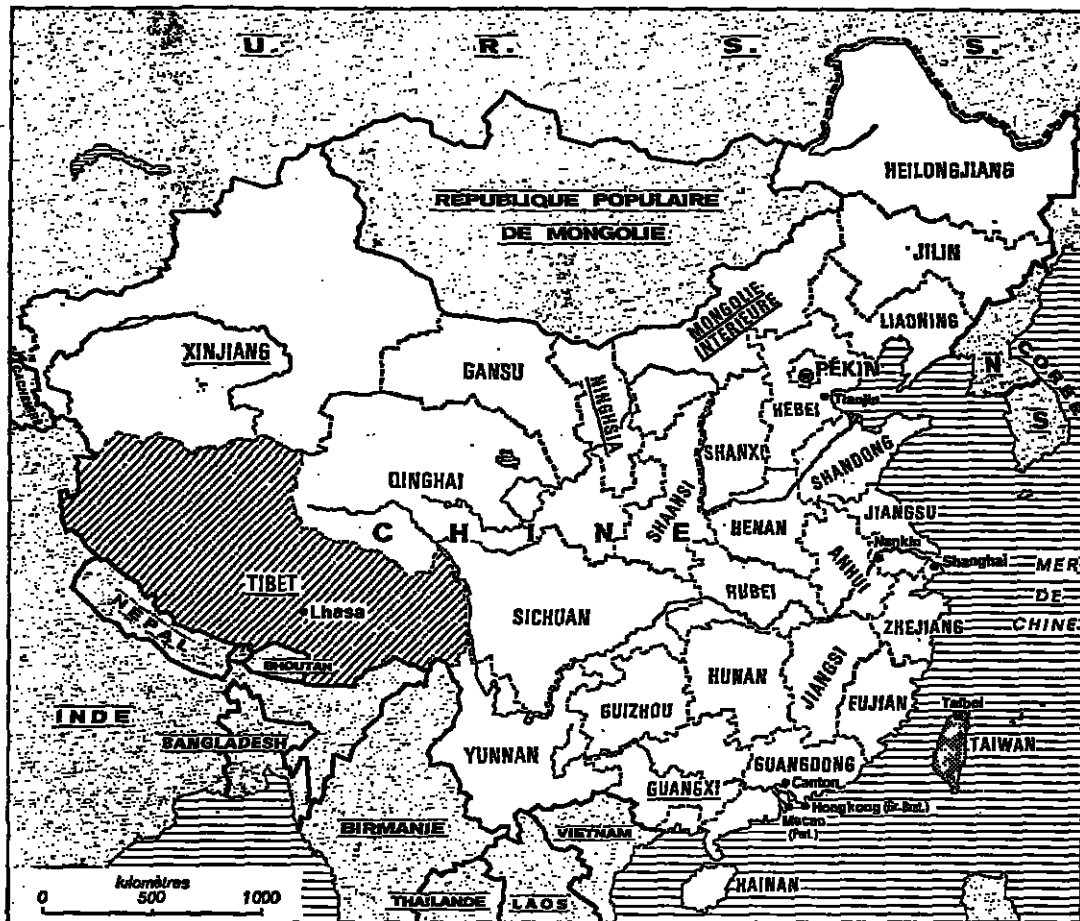 U. R. S. S.
HEILONGJIANG
RÉPUBLIQUE POPULAIRE
DE MONGOLIE
JILIN
MONGOLIE-
INTÉRIEURE
LIAONING
XINJIANG
GANSU
NINGHSIA
PÉKIN
HEBEI
Tianjin
N
CORÉE
S
SHANXI
SHANDONG
QINGHAI
SHAANSI
JIANGSU
CHINE
HENAN
Nankin
ANHUI
Shanghai
MER
DE
CHINE
TIBET
Lhasa
HUBEI
SICHUAN
ZHEJIANG
NÉPAL
BHOUTAN
HUNAN
JIANGSI
FUJIAN
INDE
GUIZHOU
Taibei
TAIWAN
BANGLADESH
YUNNAN
GUANGDONG
GUANGXI
Canton
Hongkong (Gr.Bret.)
Macao
(Port.)
BIRMANIE
VIETNAM
kilomètres
0 500 1000
HAINAN
THAILANDE
LAOS